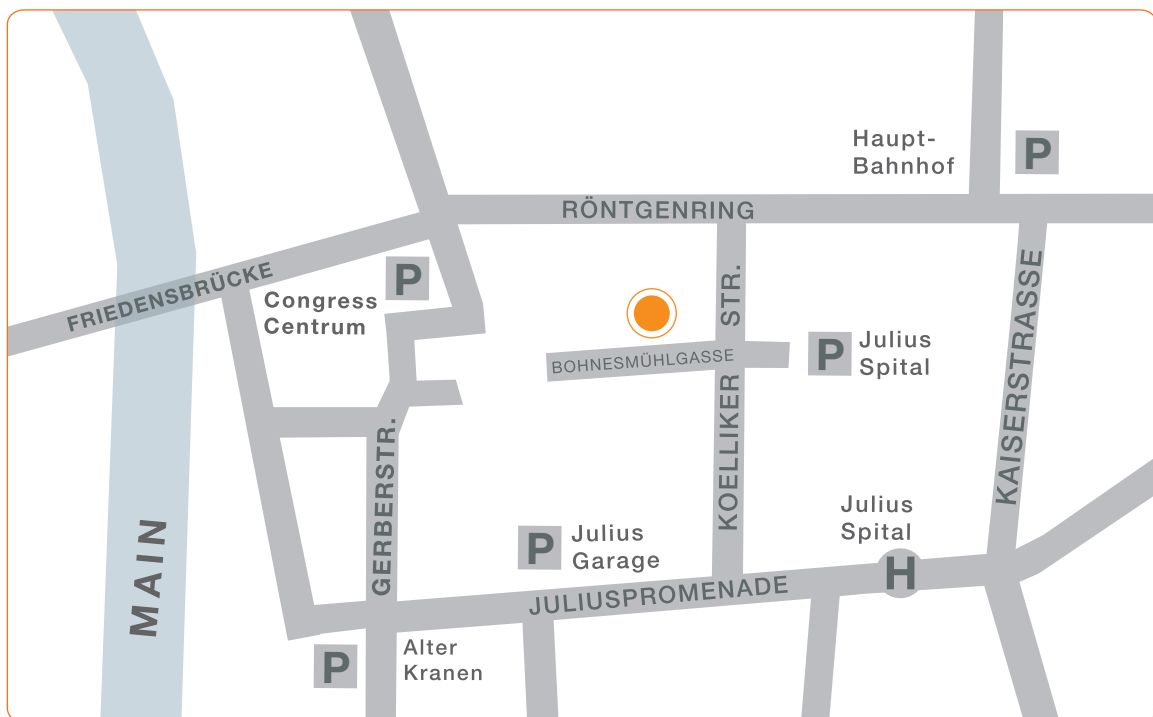 Haupt-
Bahnhof
P
RÖNTGENRING
FRIEDENSBRÜCKE
P
Congress
Centrum
KOELLIKER STR.
KAISERSTRASSE
BOHNESMÜHLGASSE
P
Julius
Spital
GERBERSTR.
MAIN
P
Julius
Garage
Julius
Spital
H
JULIUSPROMENADE
P
Alter
Kranen